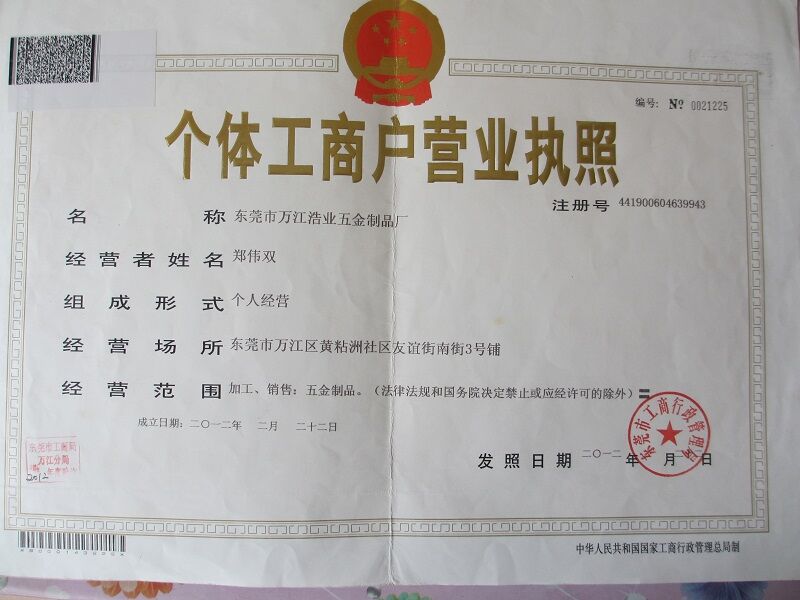 编号: № 0021225
个体工商户营业执照
注册号 441900604639943
名称 东莞市万江浩业五金制品厂
经营者姓名 郑伟双
组成形式 个人经营
经营场所 东莞市万江区黄粘洲社区友谊街南街3号铺
经营范围 加工、销售：五金制品。（法律法规和国务院决定禁止或应经许可的除外）
成立日期：二〇一二年 二月 二十二日
东莞市工商行政管理局
发照日期 二〇一二年 月 日
东莞市工商局
万江分局
2012
中华人民共和国国家工商行政管理总局制